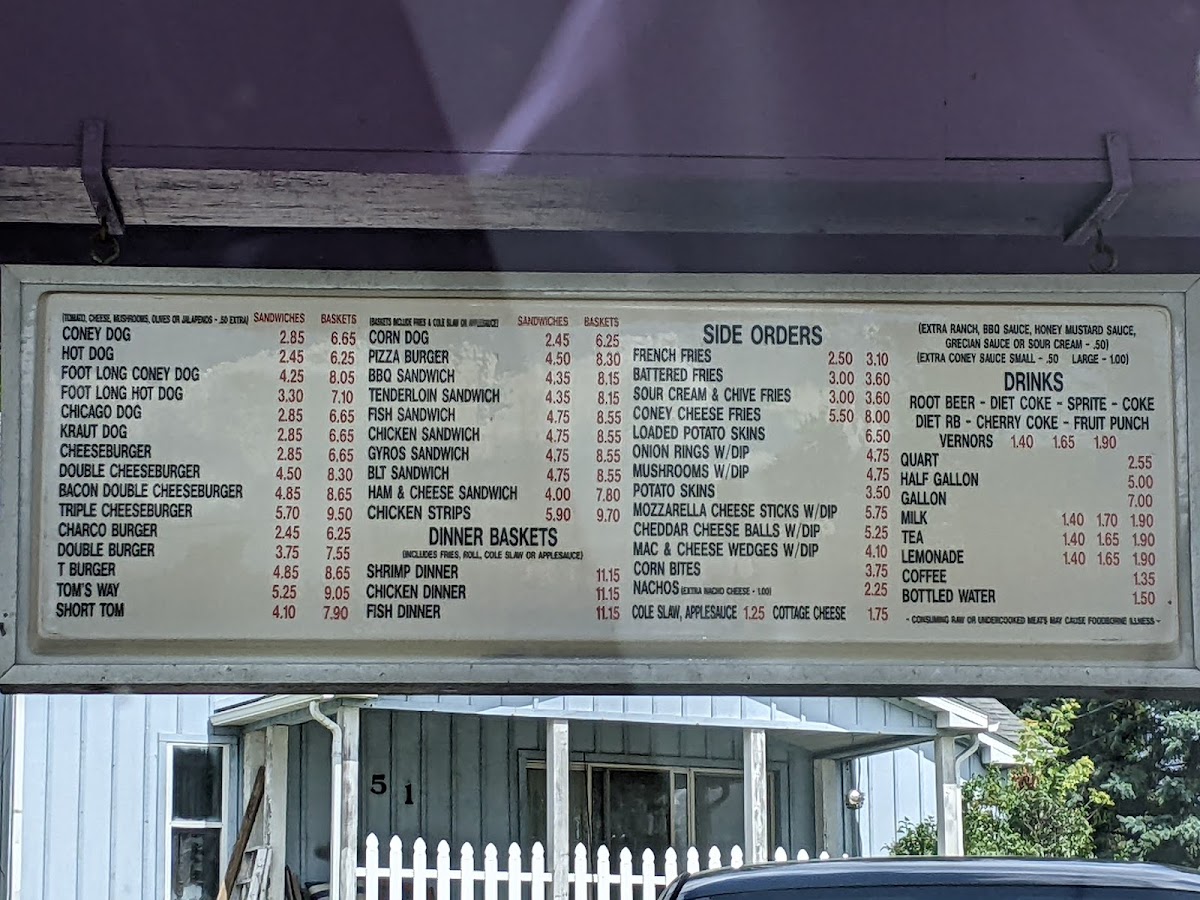 (TOMATO, CHEESE, MUSHROOMS, OLIVES OR JALAPENOS - .50 EXTRA) SANDWICHES BASKETS
CONEY DOG 2.85 6.65
HOT DOG 2.45 6.25
FOOT LONG CONEY DOG 4.25 8.05
FOOT LONG HOT DOG 3.30 7.10
CHICAGO DOG 2.85 6.65
KRAUT DOG 2.85 6.65
CHEESEBURGER 2.85 6.65
DOUBLE CHEESEBURGER 4.50 8.30
BACON DOUBLE CHEESEBURGER 4.85 8.65
TRIPLE CHEESEBURGER 5.70 9.50
CHARCO BURGER 2.45 6.25
DOUBLE BURGER 3.75 7.55
T BURGER 4.85 8.65
TOM'S WAY 5.25 9.05
SHORT TOM 4.10 7.90
(BASKETS INCLUDE FRIES & COLE SLAW OR APPLESAUCE) SANDWICHES BASKETS
CORN DOG 2.45 6.25
PIZZA BURGER 4.50 8.30
BBQ SANDWICH 4.35 8.15
TENDERLOIN SANDWICH 4.35 8.15
FISH SANDWICH 4.75 8.55
CHICKEN SANDWICH 4.75 8.55
GYROS SANDWICH 4.75 8.55
BLT SANDWICH 4.75 8.55
HAM & CHEESE SANDWICH 4.00 7.80
CHICKEN STRIPS 5.90 9.70
DINNER BASKETS
(INCLUDES FRIES, ROLL, COLE SLAW OR APPLESAUCE)
SHRIMP DINNER 11.15
CHICKEN DINNER 11.15
FISH DINNER 11.15
SIDE ORDERS
FRENCH FRIES 2.50 3.10
BATTERED FRIES 3.00 3.60
SOUR CREAM & CHIVE FRIES 3.00 3.60
CONEY CHEESE FRIES 5.50 8.00
LOADED POTATO SKINS 6.50
ONION RINGS W/DIP 4.75
MUSHROOMS W/DIP 4.75
POTATO SKINS 3.50
MOZZARELLA CHEESE STICKS W/DIP 5.75
CHEDDAR CHEESE BALLS W/DIP 5.25
MAC & CHEESE WEDGES W/DIP 4.10
CORN BITES 3.75
NACHOS (EXTRA NACHO CHEESE - 1.00) 2.25
COLE SLAW, APPLESAUCE 1.25 COTTAGE CHEESE 1.75
(EXTRA RANCH, BBQ SAUCE, HONEY MUSTARD SAUCE,
GRECIAN SAUCE OR SOUR CREAM - .50)
(EXTRA CONEY SAUCE SMALL - .50 LARGE - 1.00)
DRINKS
ROOT BEER - DIET COKE - SPRITE - COKE
DIET RB - CHERRY COKE - FRUIT PUNCH
VERNORS 1.40 1.65 1.90
QUART 2.55
HALF GALLON 5.00
GALLON 7.00
MILK 1.40 1.70 1.90
TEA 1.40 1.65 1.90
LEMONADE 1.40 1.65 1.90
COFFEE 1.35
BOTTLED WATER 1.50
- CONSUMING RAW OR UNDERCOOKED MEATS MAY CAUSE FOODBORNE ILLNESS -
51